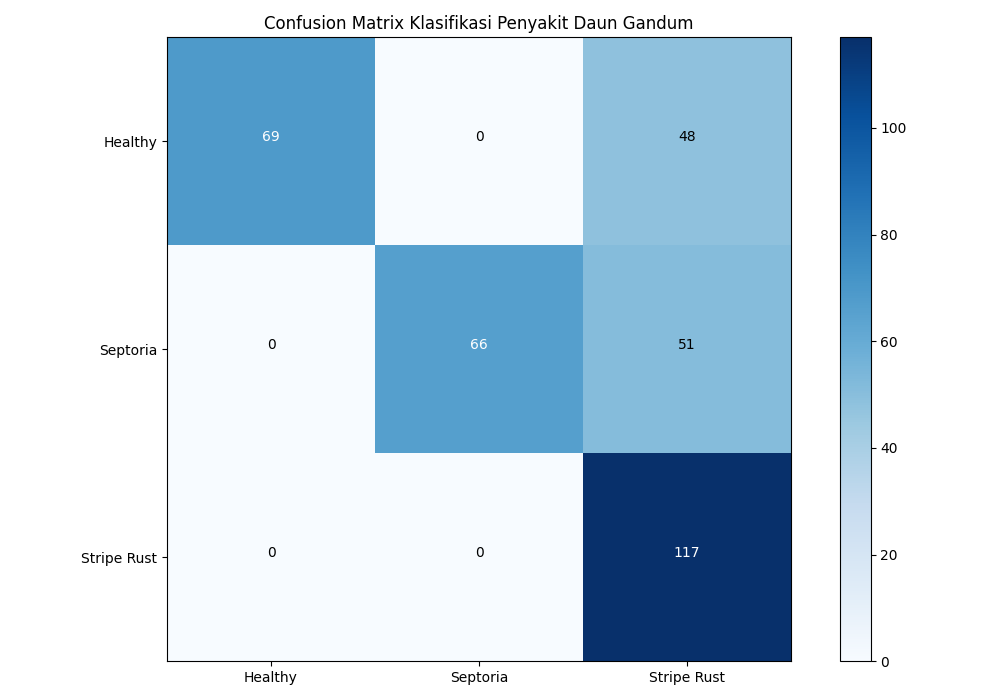 Confusion Matrix Klasifikasi Penyakit Daun Gandum
Healthy 69 0 48
Septoria 0 66 51
Stripe Rust 0 0 117
Healthy Septoria Stripe Rust
100
80
60
40
20
0